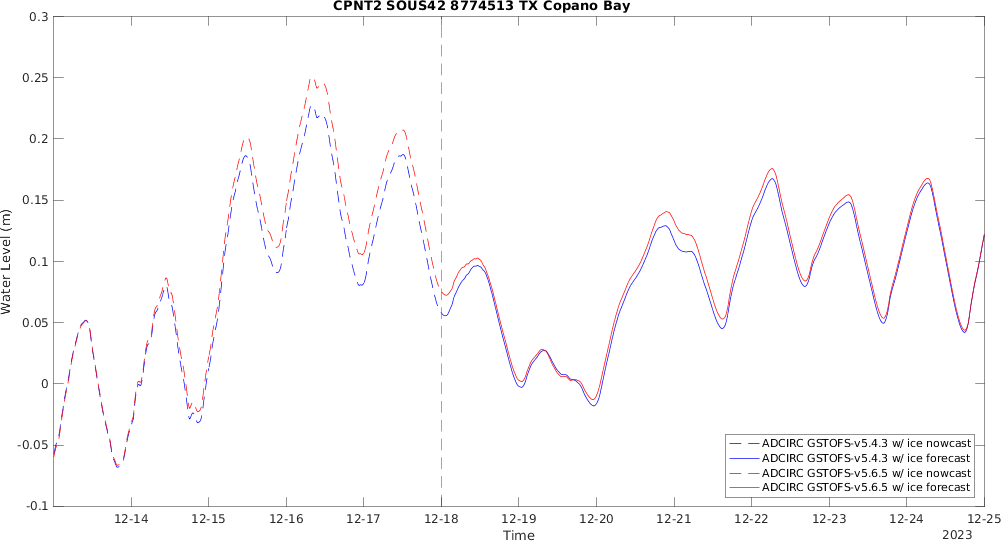 CPNT2 SOUS42 8774513 TX Copano Bay
0.3
0.25
0.2
0.15
0.1
0.05
0
-0.05
-0.1
Water Level (m)
12-14 12-15 12-16 12-17 12-18 12-19 12-20 12-21 12-22 12-23 12-24 12-25
Time
2023
ADCIRC GSTOFS-v5.4.3 w/ ice nowcast
ADCIRC GSTOFS-v5.4.3 w/ ice forecast
ADCIRC GSTOFS-v5.6.5 w/ ice nowcast
ADCIRC GSTOFS-v5.6.5 w/ ice forecast